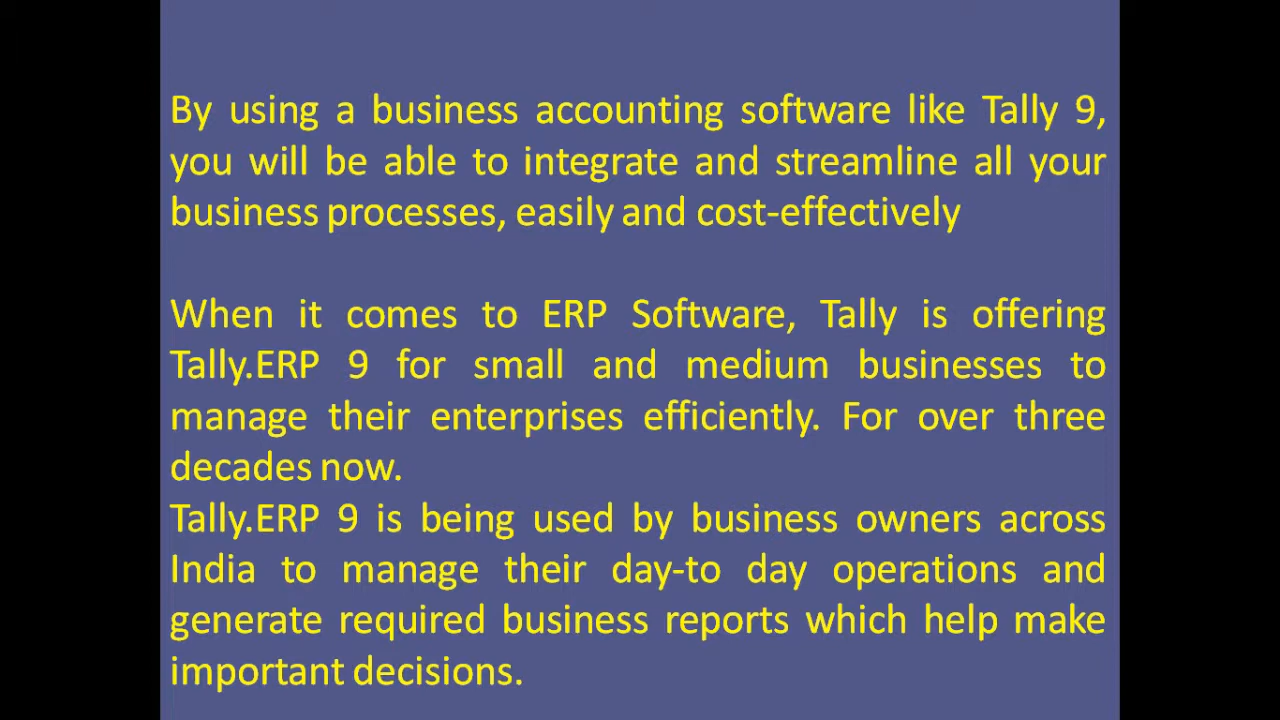 By using a business accounting software like Tally 9,
you will be able to integrate and streamline all your
business processes, easily and cost-effectively
When it comes to ERP Software, Tally is offering
Tally.ERP 9 for small and medium businesses to
manage their enterprises efficiently. For over three
decades now.
Tally.ERP 9 is being used by business owners across
India to manage their day-to day operations and
generate required business reports which help make
important decisions.